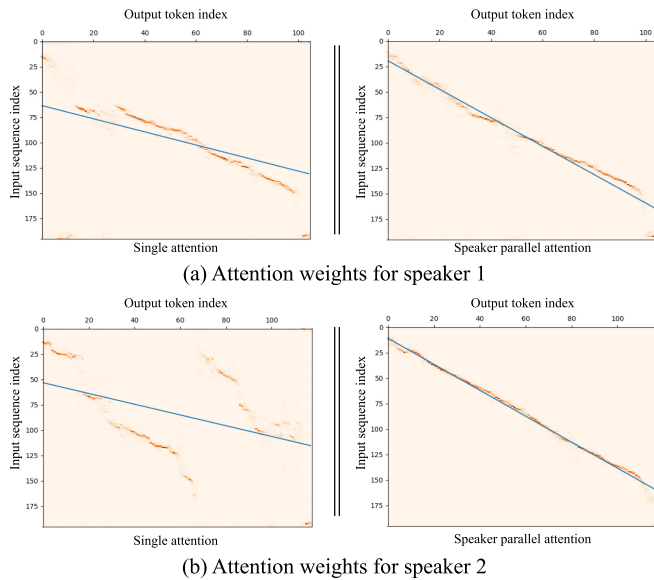 Output token index
Output token index
0 20 40 60 80 100
0 20 40 60 80 100
Input sequence index
0
25
50
75
100
125
150
175
Input sequence index
0
25
50
75
100
125
150
175
Single attention
Speaker parallel attention
(a) Attention weights for speaker 1
Output token index
Output token index
0 20 40 60 80 100
0 20 40 60 80 100
Input sequence index
0
25
50
75
100
125
150
175
Input sequence index
0
25
50
75
100
125
150
175
Single attention
Speaker parallel attention
(b) Attention weights for speaker 2